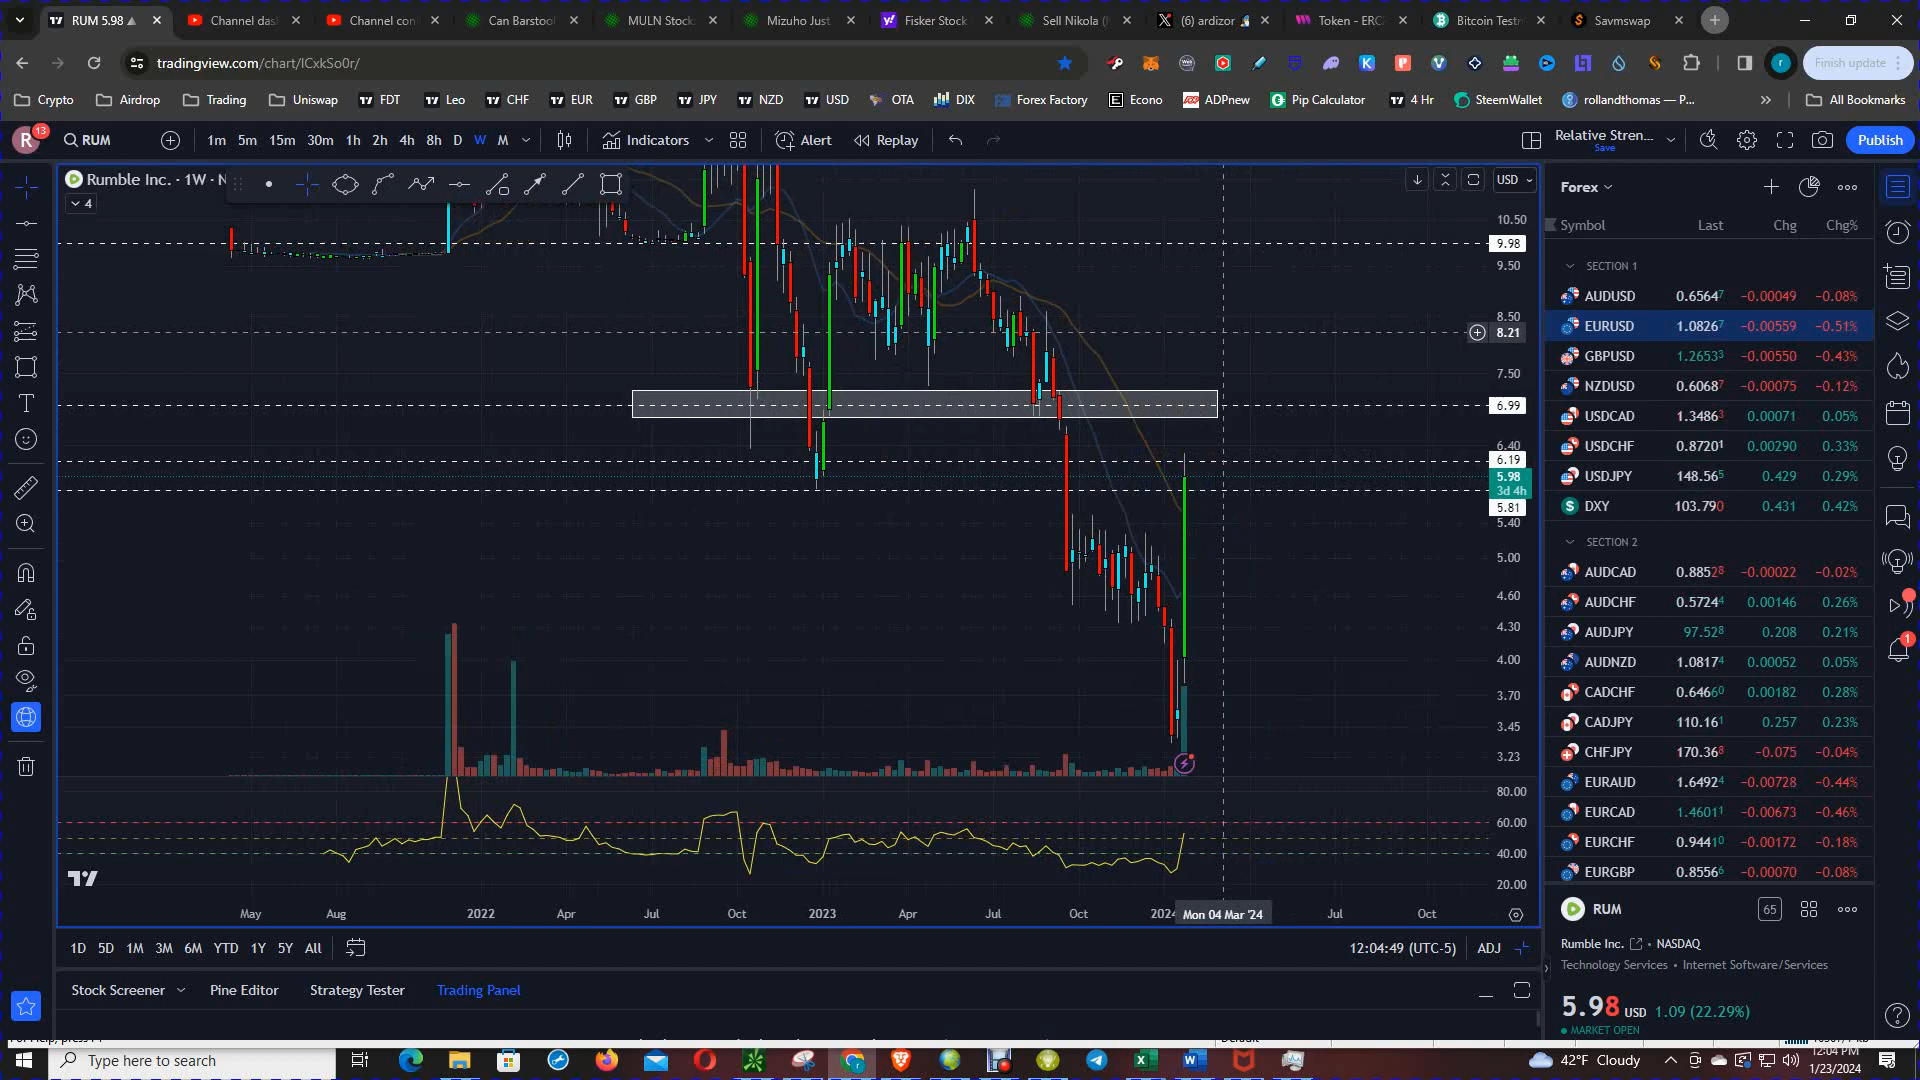 RUM 5.98
Channel das
Channel con
Can Barstool
MULN Stock
Mizuho Just
Fisker Stock
Sell Nikola (
(6) ardizor
Token - ERC
Bitcoin Testn
Savmswap
tradingview.com/chart/lCxkSo0r/
Finish update
Crypto
Airdrop
Trading
Uniswap
FDT
Leo
CHF
EUR
GBP
JPY
NZD
USD
OTA
DIX
Forex Factory
Econo
ADPnew
Pip Calculator
4 Hr
SteemWallet
rollandthomas — P...
All Bookmarks
R
13
RUM
1m 5m 15m 30m 1h 2h 4h 8h D W M
Indicators
Alert
Replay
Relative Stren...
Save
Publish
Rumble Inc. · 1W · N
4
USD
10.50
9.98
9.50
8.50
8.21
7.50
6.99
6.40
6.19
5.98
3d 4h
5.81
5.40
5.00
4.60
4.30
4.00
3.70
3.45
3.23
80.00
60.00
40.00
20.00
May Aug 2022 Apr Jul Oct 2023 Apr Jul Oct 2024 Mon 04 Mar '24 Jul Oct
1D 5D 1M 3M 6M YTD 1Y 5Y All
12:04:49 (UTC-5)
ADJ
Stock Screener
Pine Editor
Strategy Tester
Trading Panel
Forex
Symbol Last Chg Chg%
SECTION 1
AUDUSD 0.65647 −0.00049 −0.08%
EURUSD 1.08267 −0.00559 −0.51%
GBPUSD 1.26533 −0.00550 −0.43%
NZDUSD 0.60687 −0.00075 −0.12%
USDCAD 1.34863 0.00071 0.05%
USDCHF 0.87201 0.00290 0.33%
USDJPY 148.565 0.429 0.29%
DXY 103.790 0.431 0.42%
SECTION 2
AUDCAD 0.88528 −0.00022 −0.02%
AUDCHF 0.57244 0.00146 0.26%
AUDJPY 97.528 0.208 0.21%
AUDNZD 1.08174 0.00052 0.05%
CADCHF 0.64660 0.00182 0.28%
CADJPY 110.161 0.257 0.23%
CHFJPY 170.368 −0.075 −0.04%
EURAUD 1.64924 −0.00728 −0.44%
EURCAD 1.46011 −0.00673 −0.46%
EURCHF 0.94410 −0.00172 −0.18%
EURGBP 0.85566 −0.00070 −0.08%
RUM
65
Rumble Inc. • NASDAQ
Technology Services • Internet Software/Services
5.98 USD 1.09 (22.29%)
MARKET OPEN
Type here to search
42°F Cloudy
12:04 PM
1/23/2024